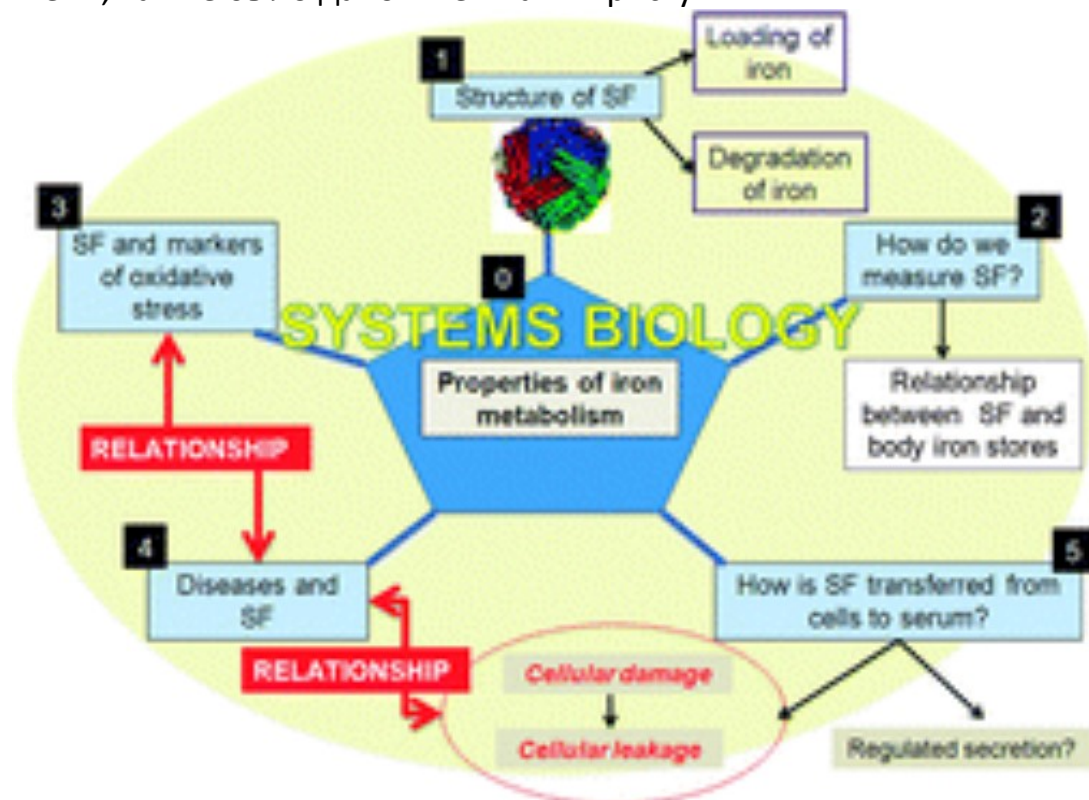 1
Loading of
iron
Structure of SF
Degradation
of iron
3
SF and markers
of oxidative
stress
2
How do we
measure SF?
0
SYSTEMS BIOLOGY
Properties of iron
metabolism
Relationship
between SF and
body iron stores
RELATIONSHIP
4
Diseases and
SF
5
How is SF transferred from
cells to serum?
RELATIONSHIP
Cellular damage
Cellular leakage
Regulated secretion?